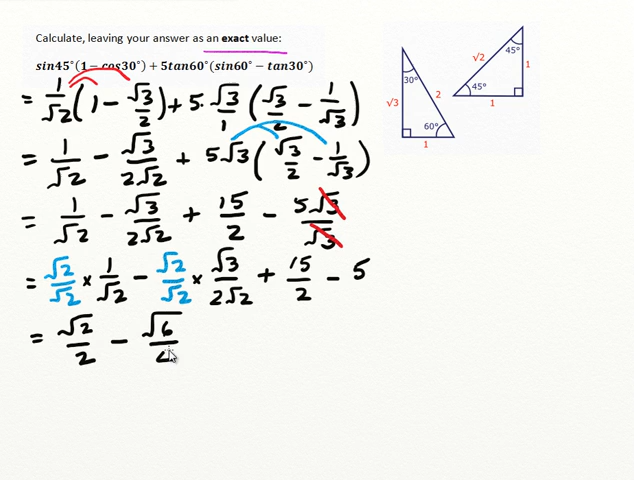 Calculate, leaving your answer as an exact value:
sin45°(1− cos30°) + 5tan60°(sin60° − tan30°)
= 1/√2 (1 − √3/2) + 5· √3/1 (√3/2 − 1/√3)
= 1/√2 − √3/2√2 + 5√3 (√3/2 − 1/√3)
= 1/√2 − √3/2√2 + 15/2 − 5√3/√3
= √2/√2 × 1/√2 − √2/√2 × √3/2√2 + 15/2 − 5
= √2/2 − √6/4
30°
√3
2
60°
1
√2
45°
1
45°
1